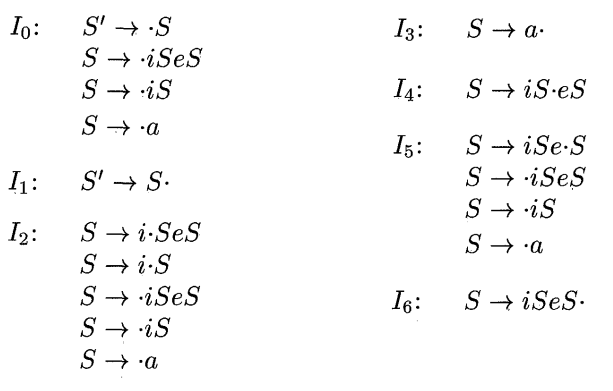 I₀: S′ → ·S
S → ·iSeS
S → ·iS
S → ·a
I₁: S′ → S·
I₂: S → i·SeS
S → i·S
S → ·iSeS
S → ·iS
S → ·a
I₃: S → a·
I₄: S → iS·eS
I₅: S → iSe·S
S → ·iSeS
S → ·iS
S → ·a
I₆: S → iSeS·